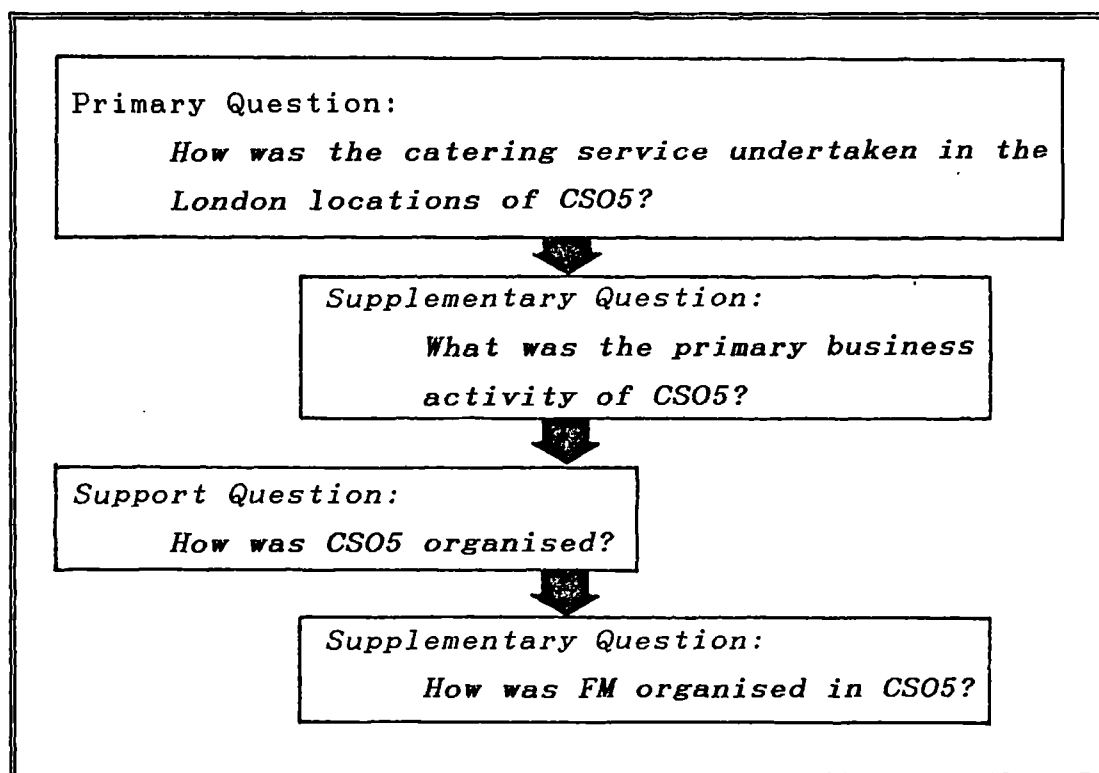 Primary Question:
How was the catering service undertaken in the
London locations of CSO5?
Supplementary Question:
What was the primary business
activity of CSO5?
Support Question:
How was CSO5 organised?
Supplementary Question:
How was FM organised in CSO5?